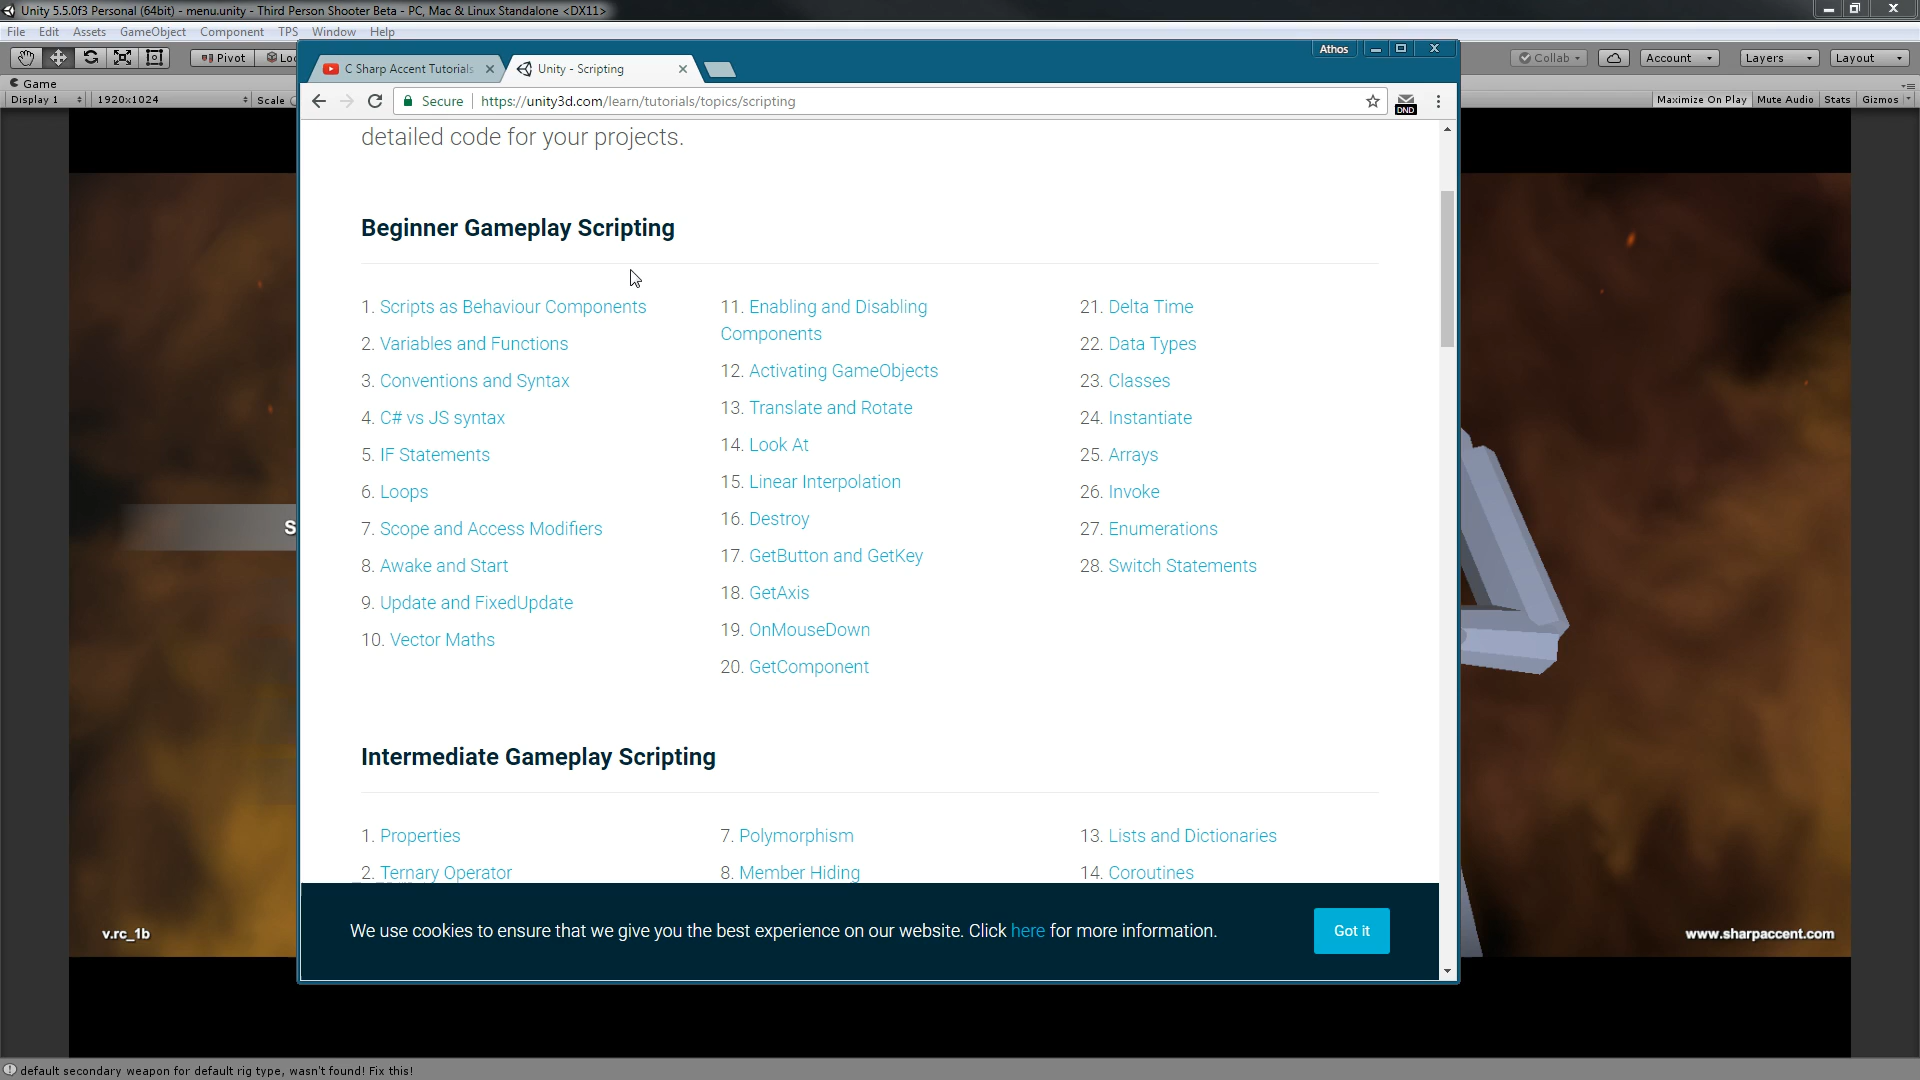 Unity 5.5.0f3 Personal (64bit) - menu.unity - Third Person Shooter Beta - PC, Mac & Linux Standalone <DX11>
File Edit Assets GameObject Component TPS Window Help
Athos
Pivot
Collab Account Layers Layout
C Sharp Accent Tutorials
Unity - Scripting
Game
Display 1 1920x1024 Scale
Maximize On Play Mute Audio Stats Gizmos
Secure https://unity3d.com/learn/tutorials/topics/scripting
DND
detailed code for your projects.
Beginner Gameplay Scripting
1. Scripts as Behaviour Components
2. Variables and Functions
3. Conventions and Syntax
4. C# vs JS syntax
5. IF Statements
6. Loops
7. Scope and Access Modifiers
8. Awake and Start
9. Update and FixedUpdate
10. Vector Maths
11. Enabling and Disabling
Components
12. Activating GameObjects
13. Translate and Rotate
14. Look At
15. Linear Interpolation
16. Destroy
17. GetButton and GetKey
18. GetAxis
19. OnMouseDown
20. GetComponent
21. Delta Time
22. Data Types
23. Classes
24. Instantiate
25. Arrays
26. Invoke
27. Enumerations
28. Switch Statements
Intermediate Gameplay Scripting
1. Properties
2. Ternary Operator
7. Polymorphism
8. Member Hiding
13. Lists and Dictionaries
14. Coroutines
We use cookies to ensure that we give you the best experience on our website. Click here for more information.
Got it
v.rc_1b
www.sharpaccent.com
default secondary weapon for default rig type, wasn't found! Fix this!